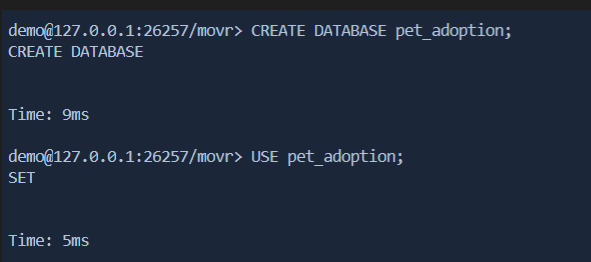 demo@127.0.0.1:26257/movr> CREATE DATABASE pet_adoption;
CREATE DATABASE
Time: 9ms
demo@127.0.0.1:26257/movr> USE pet_adoption;
SET
Time: 5ms